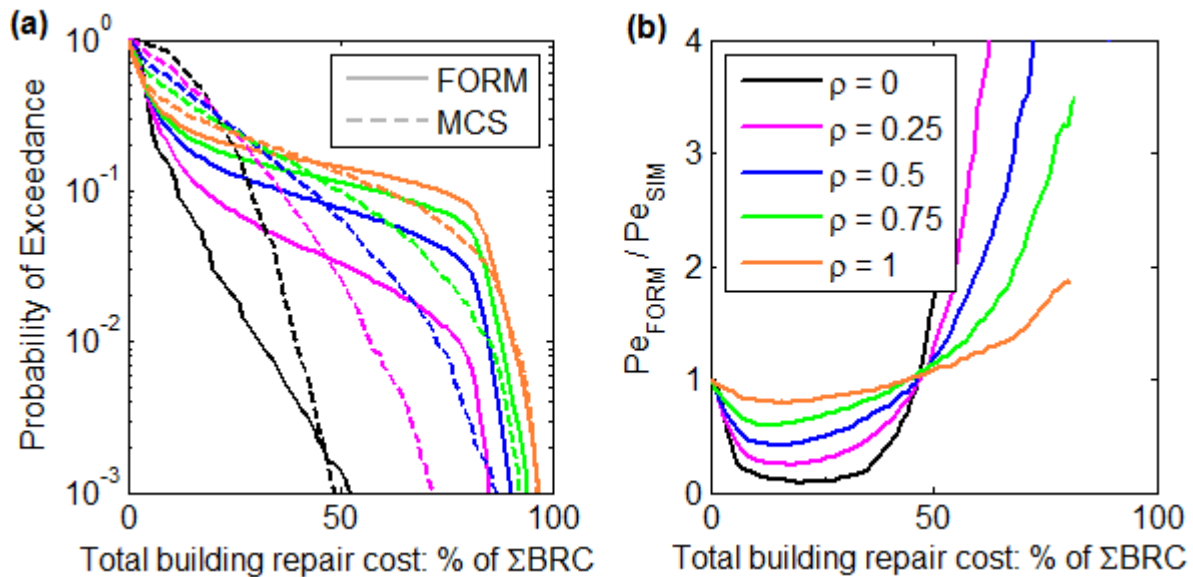 (a)
Probability of Exceedance
10^0
10^-1
10^-2
10^-3
FORM
MCS
0
50
100
Total building repair cost: % of ΣBRC
(b)
Pe_FORM / Pe_SIM
4
3
2
1
0
ρ = 0
ρ = 0.25
ρ = 0.5
ρ = 0.75
ρ = 1
0
50
100
Total building repair cost: % of ΣBRC